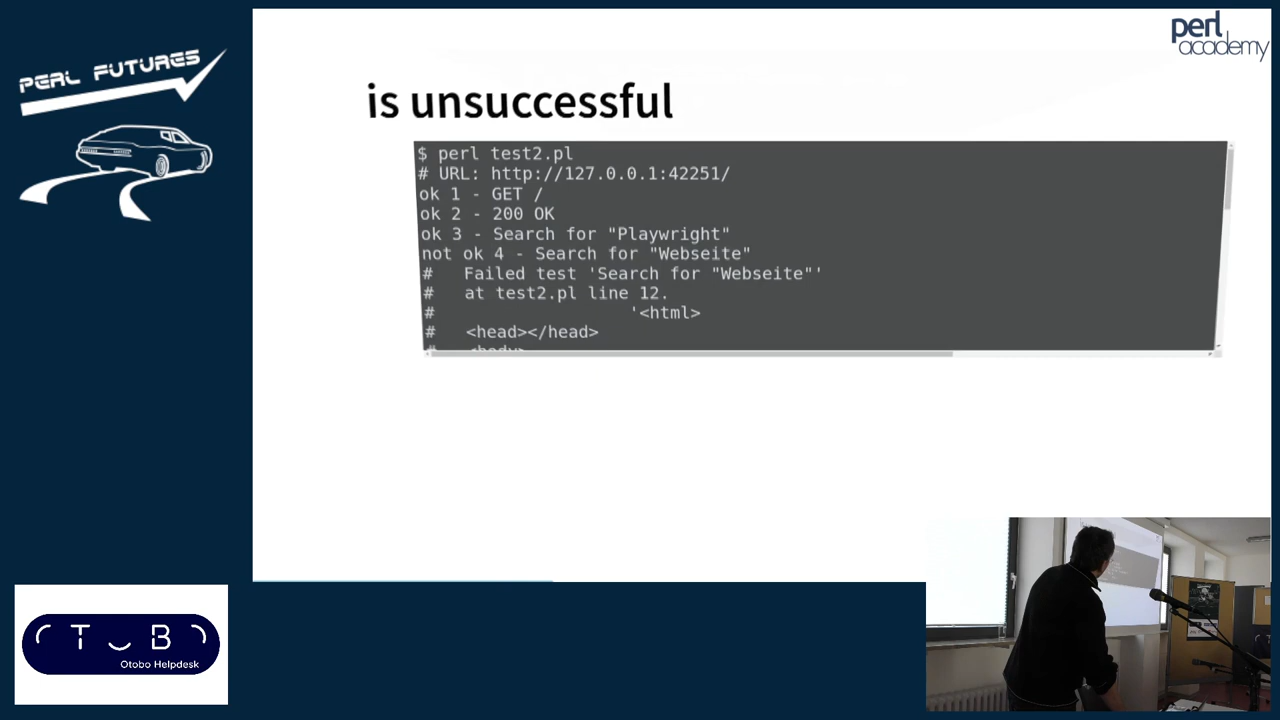 PERL FUTURES
perl
academy
is unsuccessful
$ perl test2.pl
# URL: http://127.0.0.1:42251/
ok 1 - GET /
ok 2 - 200 OK
ok 3 - Search for "Playwright"
not ok 4 - Search for "Webseite"
#   Failed test 'Search for "Webseite"'
#   at test2.pl line 12.
#                   '<html>
#   <head></head>
#   <body>
OTOBO
Otobo Helpdesk